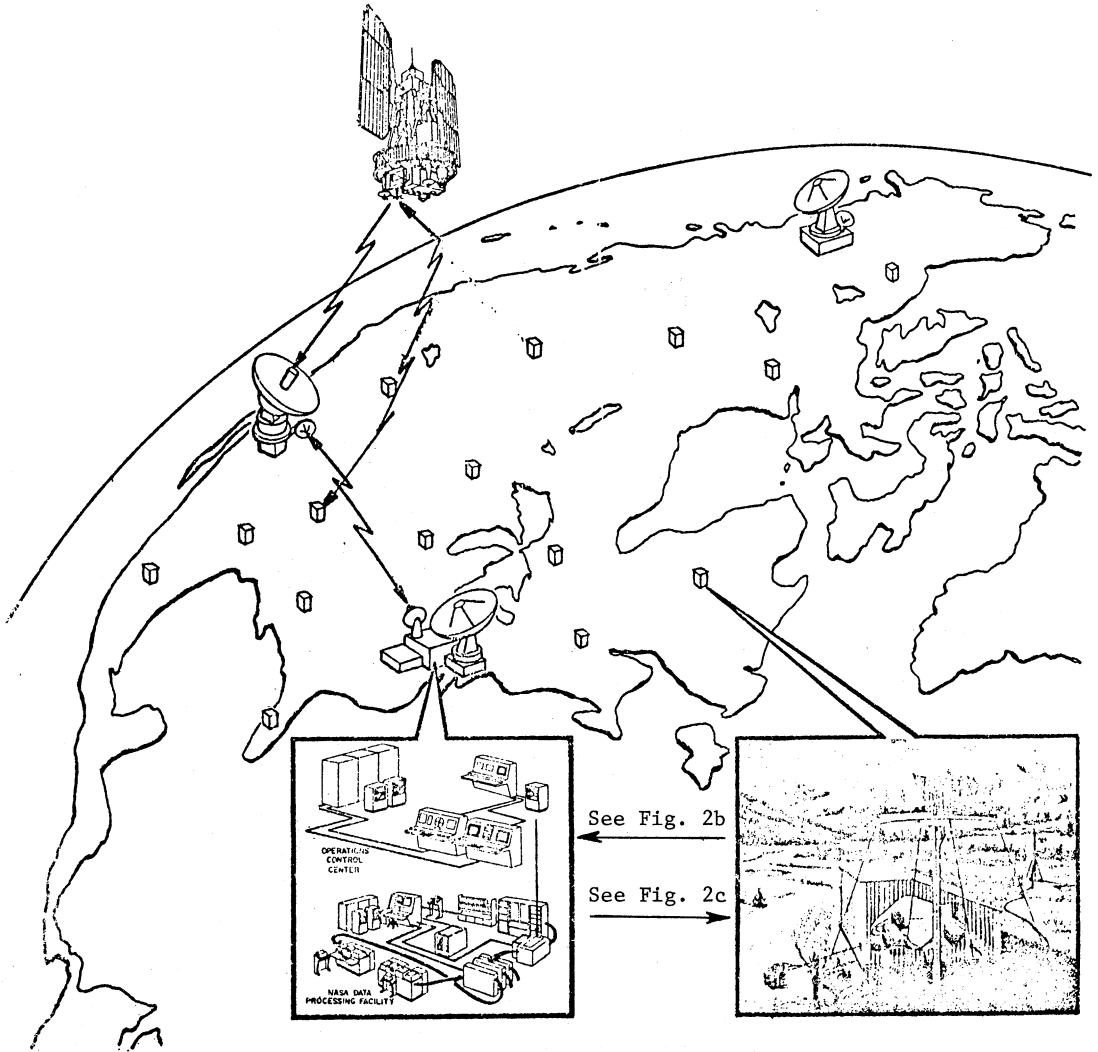 See Fig. 2b
See Fig. 2c
OPERATIONS
CONTROL
CENTER
NASA DATA
PROCESSING FACILITY